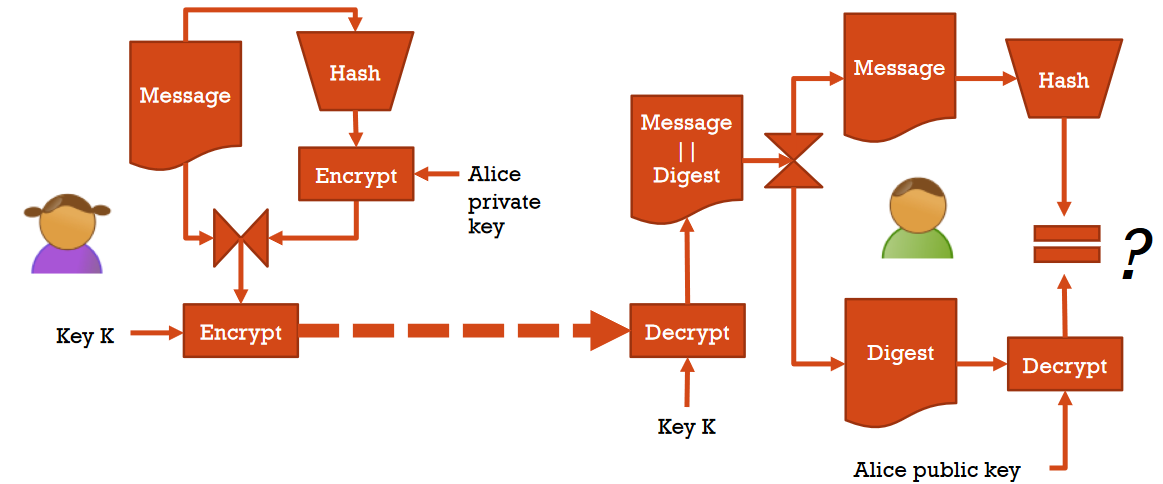 Message
Hash
Encrypt
Alice
private
key
Key K
Encrypt
Message
||
Digest
Decrypt
Key K
Message
Hash
=
?
Digest
Decrypt
Alice public key